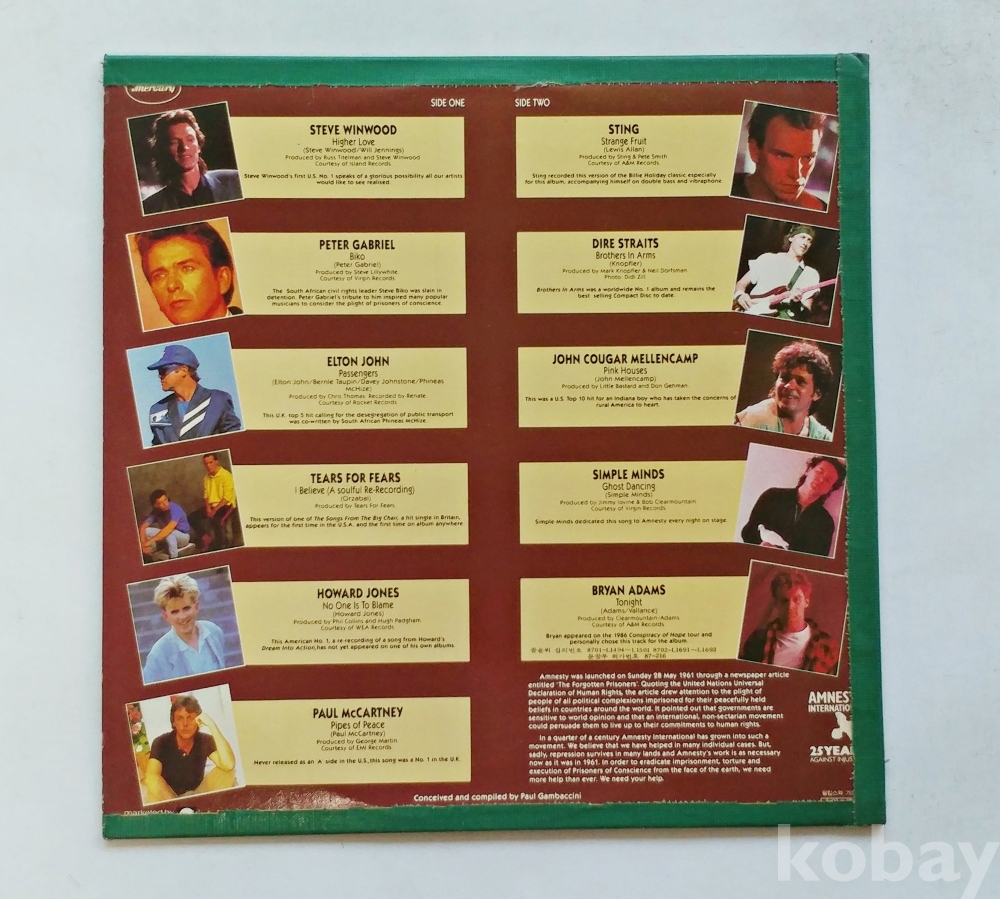 mercury
SIDE ONE
STEVE WINWOOD
Higher Love
(Steve Winwood/Will Jennings)
Produced by Russ Titelman and Steve Winwood
Courtesy of Island Records
Steve Winwood's first U.S. No. 1 speaks of a glorious possibility all our artists
would like to see realised.
PETER GABRIEL
Biko
(Peter Gabriel)
Produced by Steve Lillywhite
Courtesy of Virgin Records
The South African civil rights leader Steve Biko was slain in
detention. Peter Gabriel's tribute to him inspired many popular
musicians to consider the plight of prisoners of conscience.
ELTON JOHN
Passengers
(Elton John/Bernie Taupin/Davey Johnstone/Phineas
McHize)
Produced by Chris Thomas. Recorded by Renate.
Courtesy of Rocket Records
This U.K. top 5 hit calling for the desegregation of public transport
was co-written by South African Phineas McHize.
TEARS FOR FEARS
I Believe (A soulful Re-Recording)
(Orzabal)
Produced by Tears For Fears
This version of one of The Songs From The Big Chair, a hit single in Britain,
appears for the first time in the U.S.A. and the first time on album anywhere
HOWARD JONES
No One Is To Blame
(Howard Jones)
Produced by Phil Collins and Hugh Padgham
Courtesy of WEA Records
This American No. 1, a re-recording of a song from Howard's
Dream Into Action, has not yet appeared on one of his own albums.
PAUL McCARTNEY
Pipes of Peace
(Paul McCartney)
Produced by George Martin
Courtesy of EMI Records
Never released as an 'A' side in the U.S., this song was a No. 1 in the U.K.
SIDE TWO
STING
Strange Fruit
(Lewis Allan)
Produced by Sting & Pete Smith
Courtesy of A&M Records
Sting recorded this version of the Billie Holiday classic especially
for this album, accompanying himself on double bass and vibraphone.
DIRE STRAITS
Brothers In Arms
(Knopfler)
Produced by Mark Knopfler & Neil Dorfsman
Photo: Didi Zill
Brothers In Arms was a worldwide No. 1 album and remains the
best selling Compact Disc to date.
JOHN COUGAR MELLENCAMP
Pink Houses
(John Mellencamp)
Produced by Little Bastard and Don Gehman
This was a U.S. Top 10 hit for an Indiana boy who has taken the concerns of
rural America to heart.
SIMPLE MINDS
Ghost Dancing
(Simple Minds)
Produced by Jimmy Iovine & Bob Clearmountain
Courtesy of Virgin Records
Simple Minds dedicated this song to Amnesty every night on stage.
BRYAN ADAMS
Tonight
(Adams/Vallance)
Produced by Clearmountain/Adams
Courtesy of A&M Records
Bryan appeared on the 1986 Conspiracy of Hope tour and
personally chose this track for the album.
심의번호 8701-L1494~L1501 8702-L1691~L1693
문공부 허가번호 87-216
Amnesty was launched on Sunday 28 May 1961 through a newspaper article
entitled 'The Forgotten Prisoners'. Quoting the United Nations Universal
Declaration of Human Rights, the article drew attention to the plight of
people of all political complexions imprisoned for their peacefully held
beliefs in countries around the world. It pointed out that governments are
sensitive to world opinion and that an international, non-sectarian movement
could persuade them to live up to their commitments to human rights.
In a quarter of a century Amnesty International has grown into such a
movement. We believe that we have helped in many individual cases. But,
sadly, repression survives in many lands and Amnesty's work is as necessary
now as it was in 1961. In order to eradicate imprisonment, torture and
execution of Prisoners of Conscience from the face of the earth, we need
more help than ever. We need your help.
AMNEST
INTERNATION
25 YEA
AGAINST INJUS
Conceived and compiled by Paul Gambaccini
marketed by
kobay